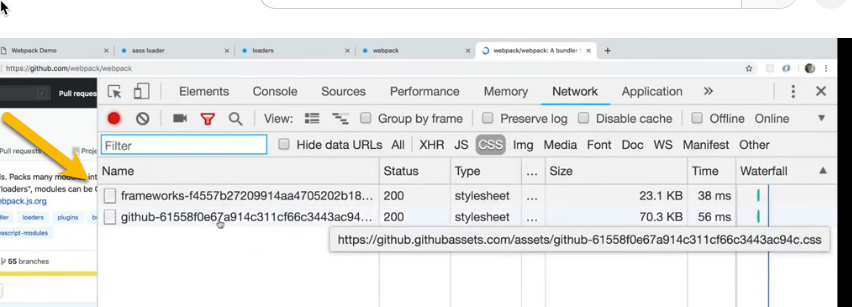 Webpack Demo × sass loader × loaders × webpack × webpack/webpack: A bundler f ×
https://github.com/webpack/webpack
/ Pull reques
Elements Console Sources Performance Memory Network Application »
View: Group by frame Preserve log Disable cache Offline Online
Filter Hide data URLs All XHR JS CSS Img Media Font Doc WS Manifest Other
Pull requests Proje
Name Status Type ... Size Time Waterfall
ls. Packs many modules int
frameworks-f4557b27209914aa4705202b18... 200 stylesheet ... 23.1 KB 38 ms
"loaders", modules can be
ebpack.js.org
github-61558f0e67a914c311cf66c3443ac94... 200 stylesheet ... 70.3 KB 56 ms
loaders plugins
https://github.githubassets.com/assets/github-61558f0e67a914c311cf66c3443ac94c.css
vascript-modules
55 branches